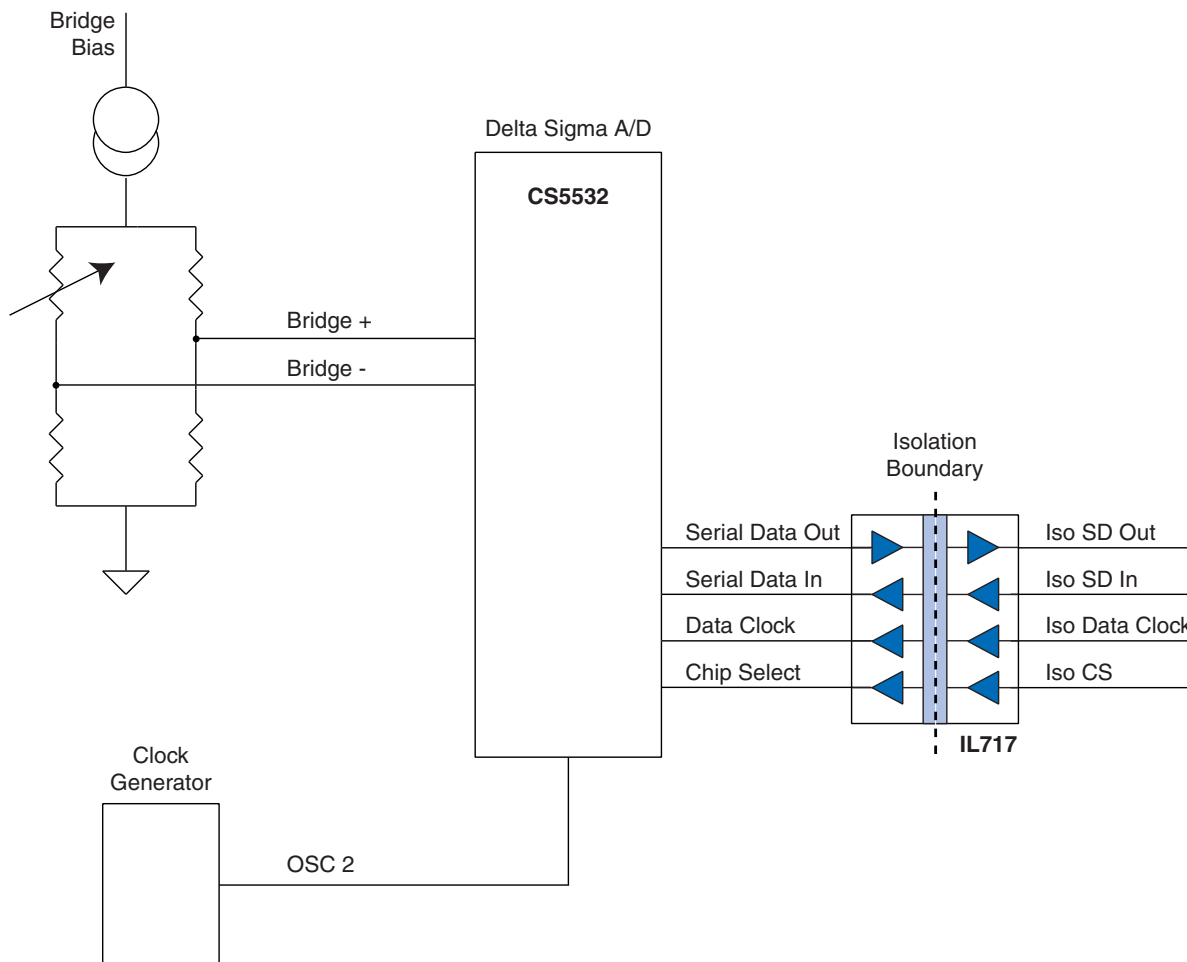 Bridge
Bias
Delta Sigma A/D
CS5532
Bridge +
Bridge -
Isolation
Boundary
Serial Data Out
Iso SD Out
Serial Data In
Iso SD In
Data Clock
Iso Data Clock
Chip Select
Iso CS
IL717
Clock
Generator
OSC 2